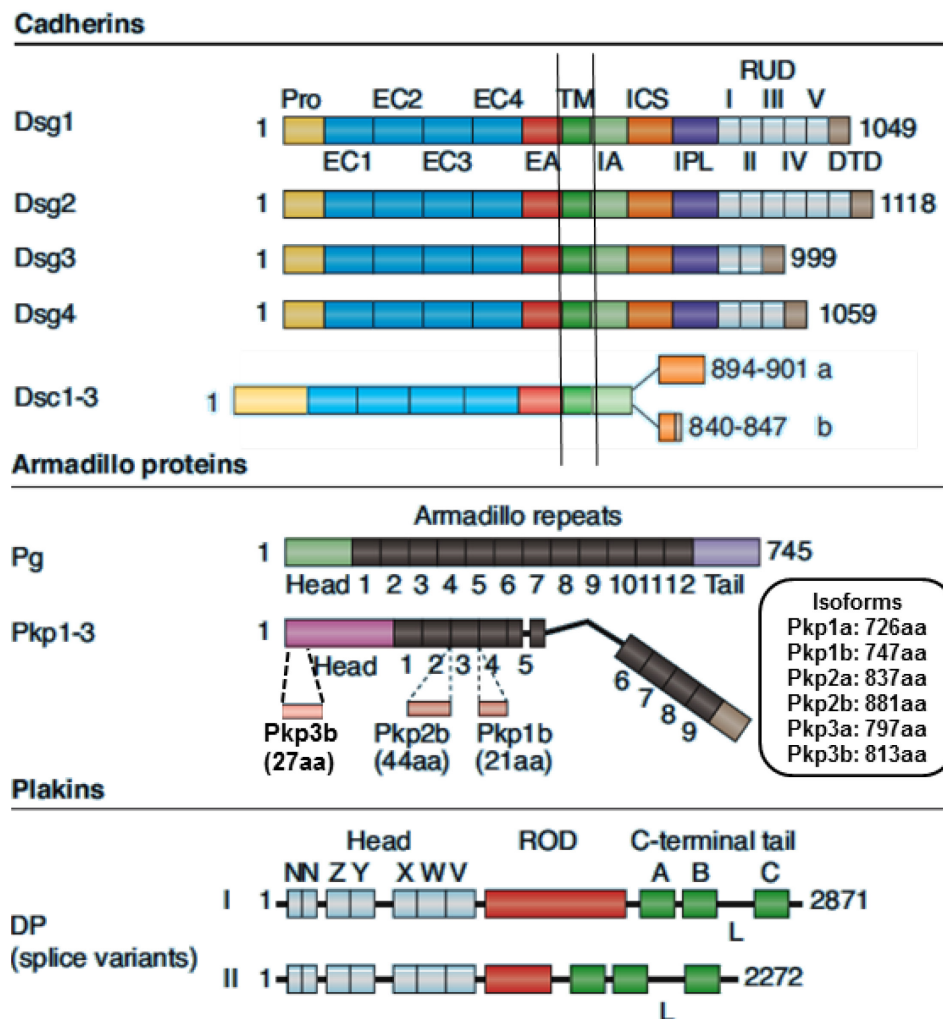 Cadherins
RUD
Pro EC2 EC4 TM ICS I III V
Dsg1 1 1049
EC1 EC3 EA IA IPL II IV DTD
Dsg2 1 1118
Dsg3 1 999
Dsg4 1 1059
894-901 a
Dsc1-3 1
840-847 b
Armadillo proteins
Armadillo repeats
Pg 1 745
Head 1 2 3 4 5 6 7 8 9 10 11 12 Tail
Pkp1-3 1
Head 1 2 3 4 5 6 7 8 9
Pkp3b
(27aa)
Pkp2b
(44aa)
Pkp1b
(21aa)
Isoforms
Pkp1a: 726aa
Pkp1b: 747aa
Pkp2a: 837aa
Pkp2b: 881aa
Pkp3a: 797aa
Pkp3b: 813aa
Plakins
Head ROD C-terminal tail
NN Z Y X W V A B C
I 1 2871
L
DP
(splice variants)
II 1 2272
L